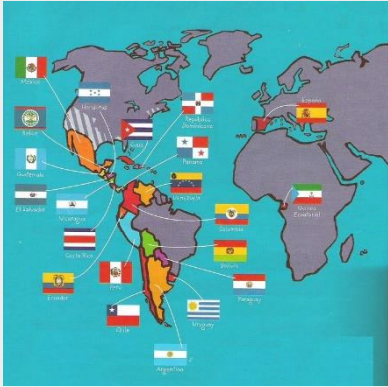 México
Honduras
España
Belice
República
Dominicana
Cuba
Guatemala
Panamá
Guinea
Ecuatorial
El Salvador
Venezuela
Nicaragua
Colombia
Costa Rica
Bolivia
Ecuador
Perú
Paraguay
Chile
Uruguay
Argentina